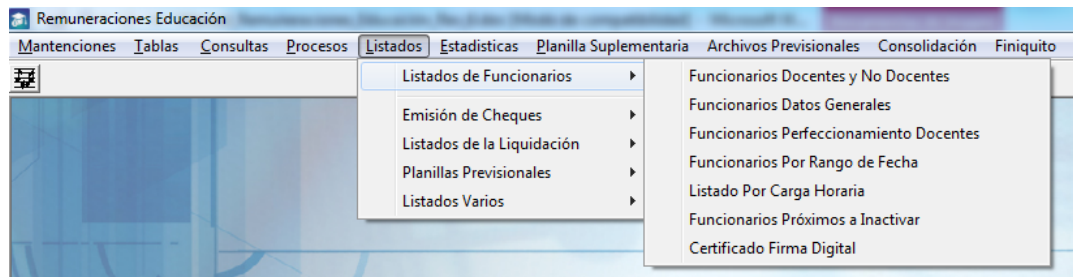 Remuneraciones Educación
Mantenciones Tablas Consultas Procesos Listados Estadisticas Planilla Suplementaria Archivos Previsionales Consolidación Finiquito
Listados de Funcionarios
Emisión de Cheques
Listados de la Liquidación
Planillas Previsionales
Listados Varios
Funcionarios Docentes y No Docentes
Funcionarios Datos Generales
Funcionarios Perfeccionamiento Docentes
Funcionarios Por Rango de Fecha
Listado Por Carga Horaria
Funcionarios Próximos a Inactivar
Certificado Firma Digital